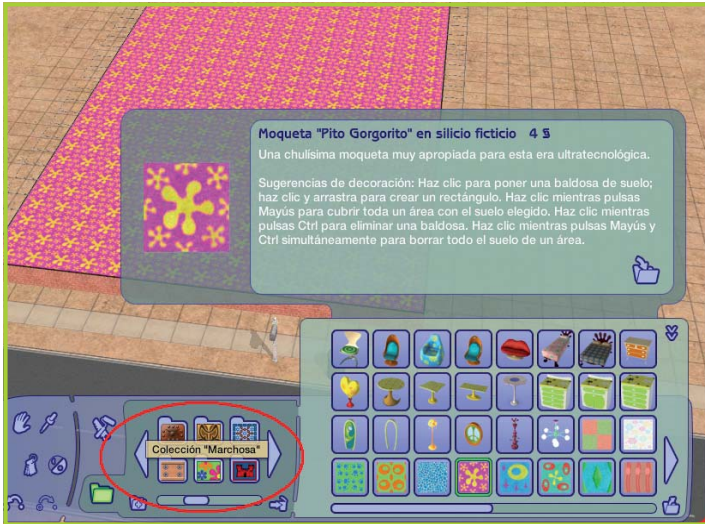 Moqueta "Pito Gorgorito" en silicio ficticio 4 §
Una chulísima moqueta muy apropiada para esta era ultratecnológica.
Sugerencias de decoración: Haz clic para poner una baldosa de suelo;
haz clic y arrastra para crear un rectángulo. Haz clic mientras pulsas
Mayús para cubrir toda un área con el suelo elegido. Haz clic mientras
pulsas Ctrl para eliminar una baldosa. Haz clic mientras pulsas Mayús y
Ctrl simultáneamente para borrar todo el suelo de un área.
Colección "Marchosa"